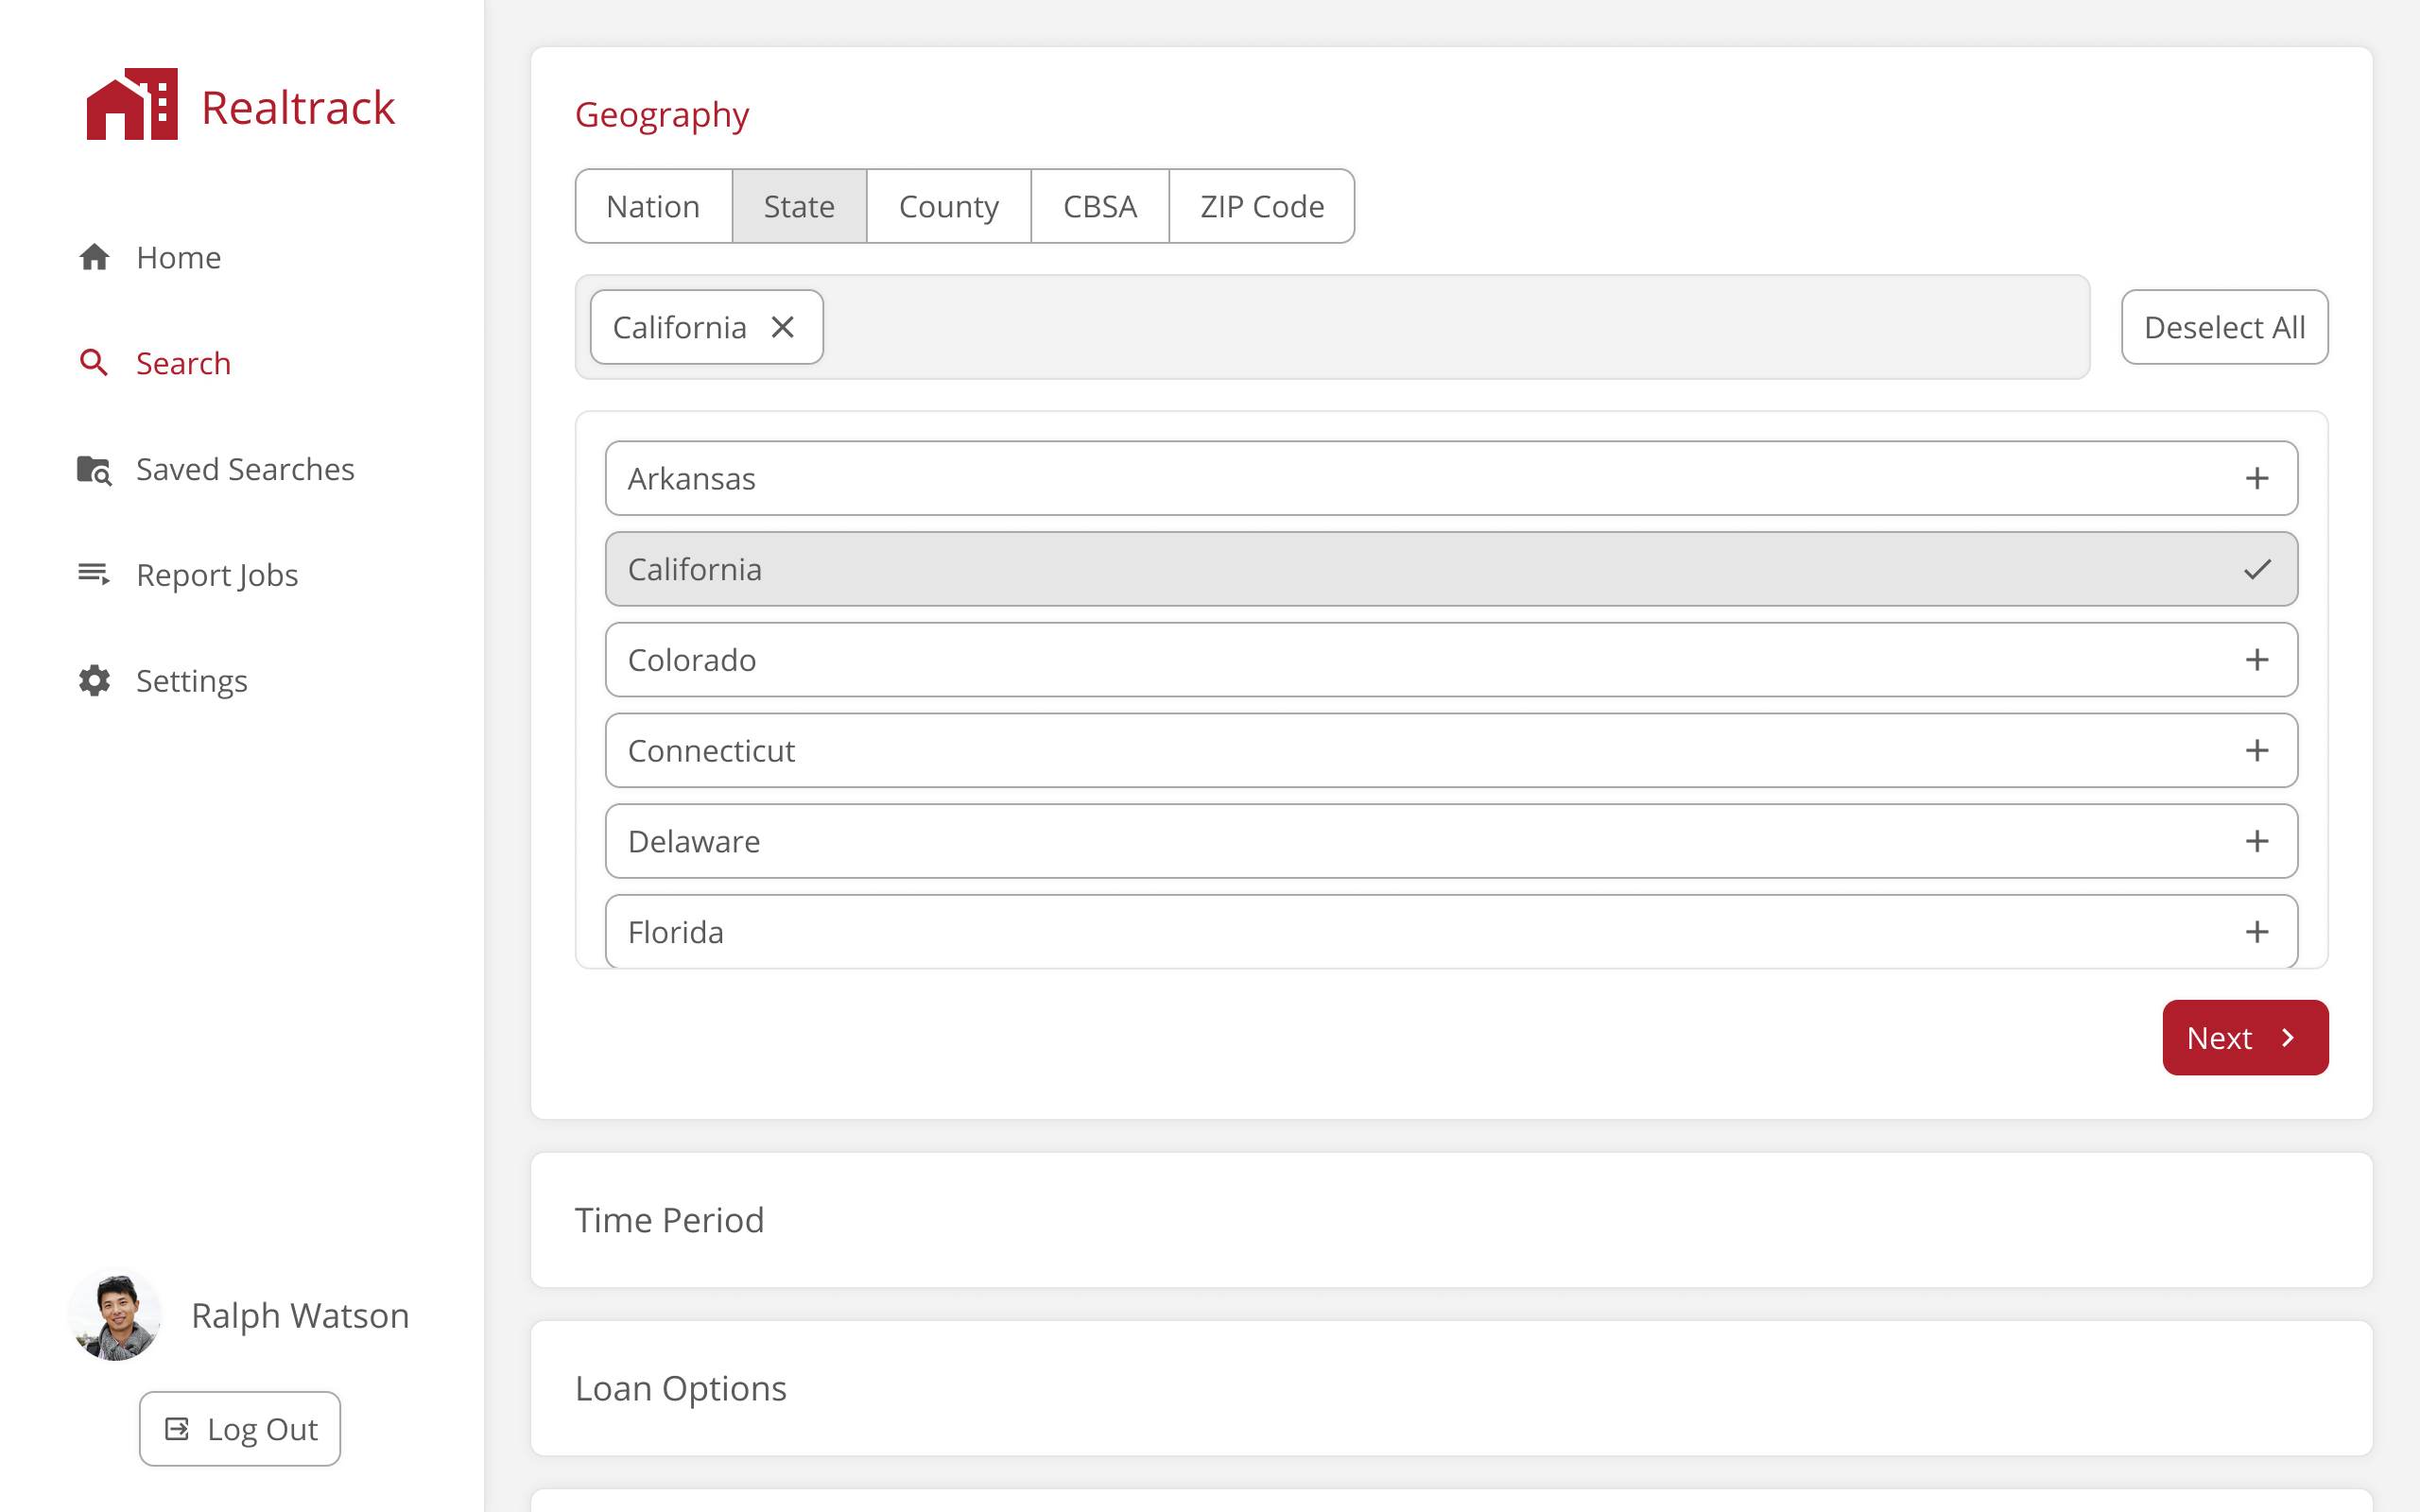 Realtrack
Home
Search
Saved Searches
Report Jobs
Settings
Ralph Watson
Log Out
Geography
Nation State County CBSA ZIP Code
California Deselect All
Arkansas
California
Colorado
Connecticut
Delaware
Florida
Next
Time Period
Loan Options